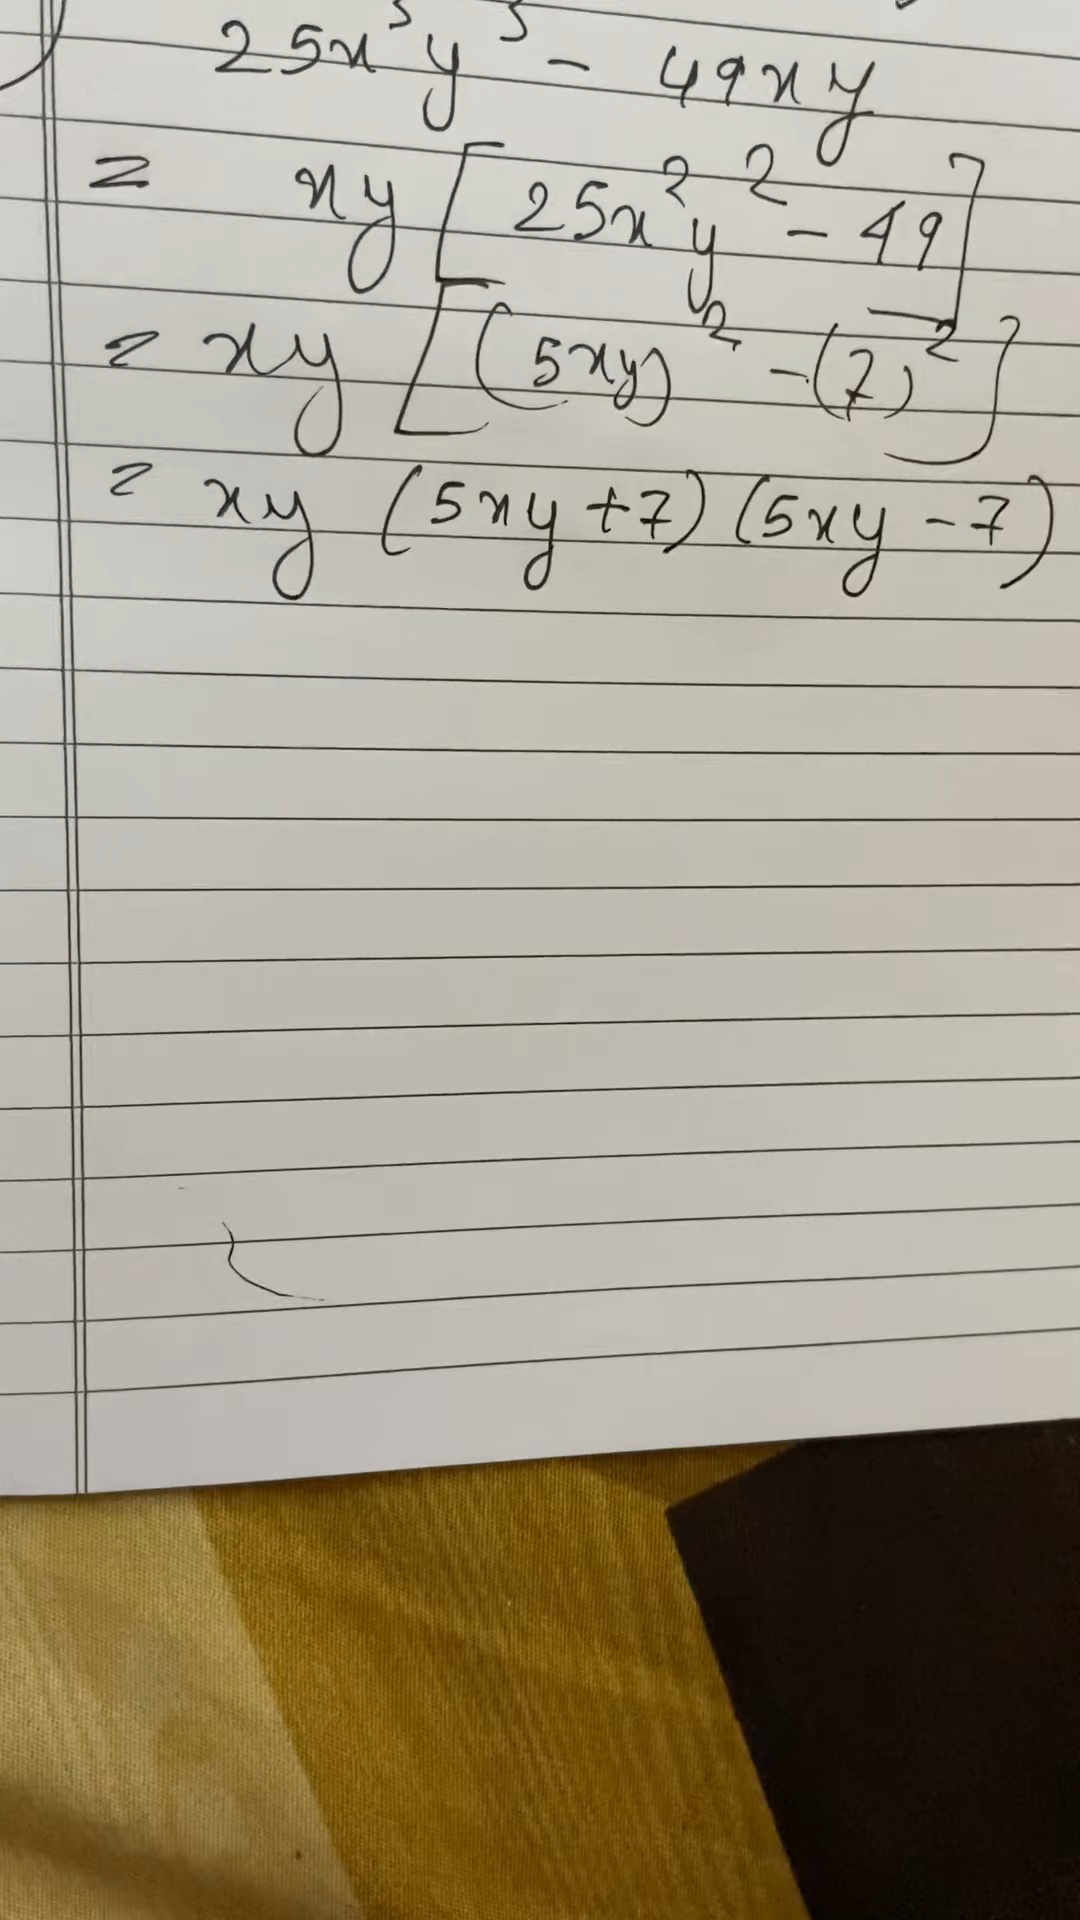 25x³y³ - 49xy
= xy [25x²y² - 49]
= xy [(5xy)² - (7)²]
= xy (5xy + 7) (5xy - 7)